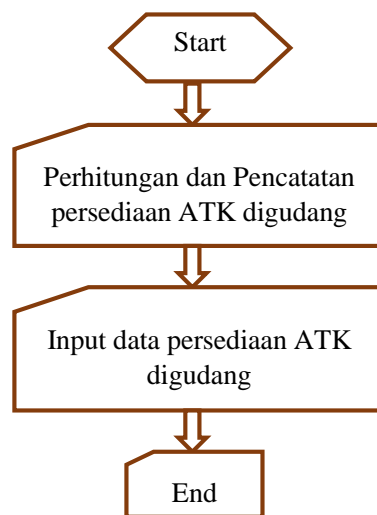 Start
Perhitungan dan Pencatatan
persediaan ATK digudang
Input data persediaan ATK
digudang
End